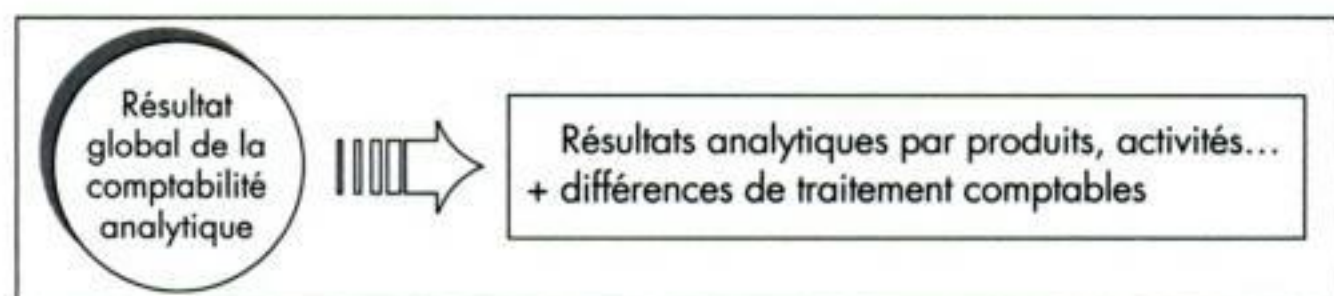 Résultat
global de la
comptabilité
analytique
Résultats analytiques par produits, activités...
+ différences de traitement comptables